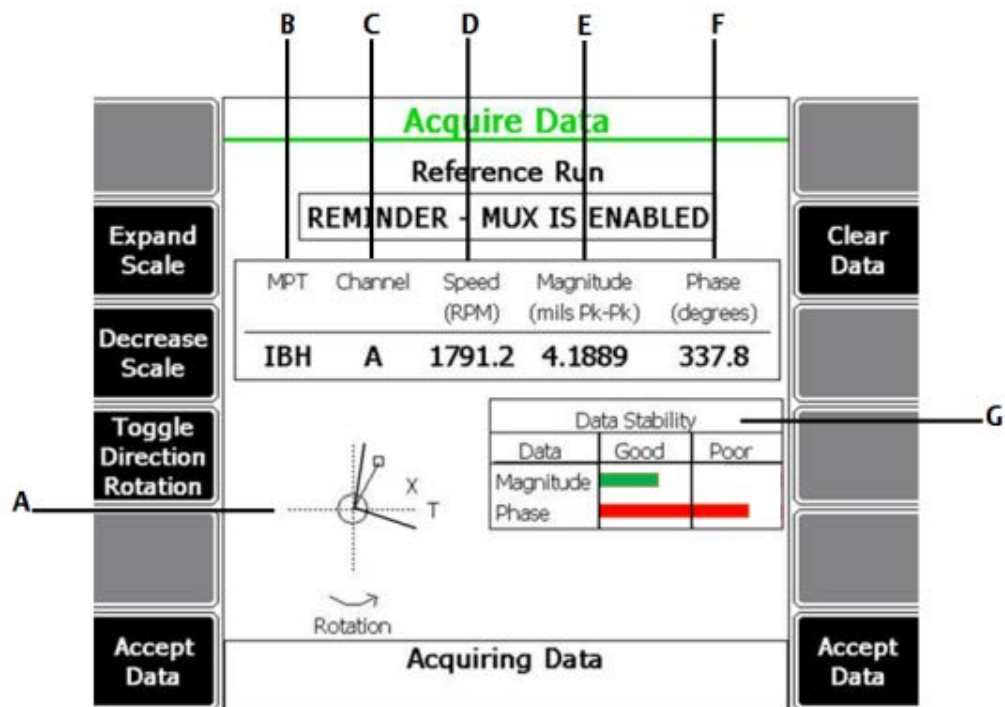 B C D E F
Acquire Data
Reference Run
REMINDER - MUX IS ENABLED
Expand
Scale
Clear
Data
MPT Channel Speed Magnitude Phase
(RPM) (mils Pk-Pk) (degrees)
IBH A 1791.2 4.1889 337.8
Decrease
Scale
Toggle
Direction
Rotation
Data Stability
G
Data Good Poor
Magnitude
Phase
A
X
T
Rotation
Accept
Data
Acquiring Data
Accept
Data